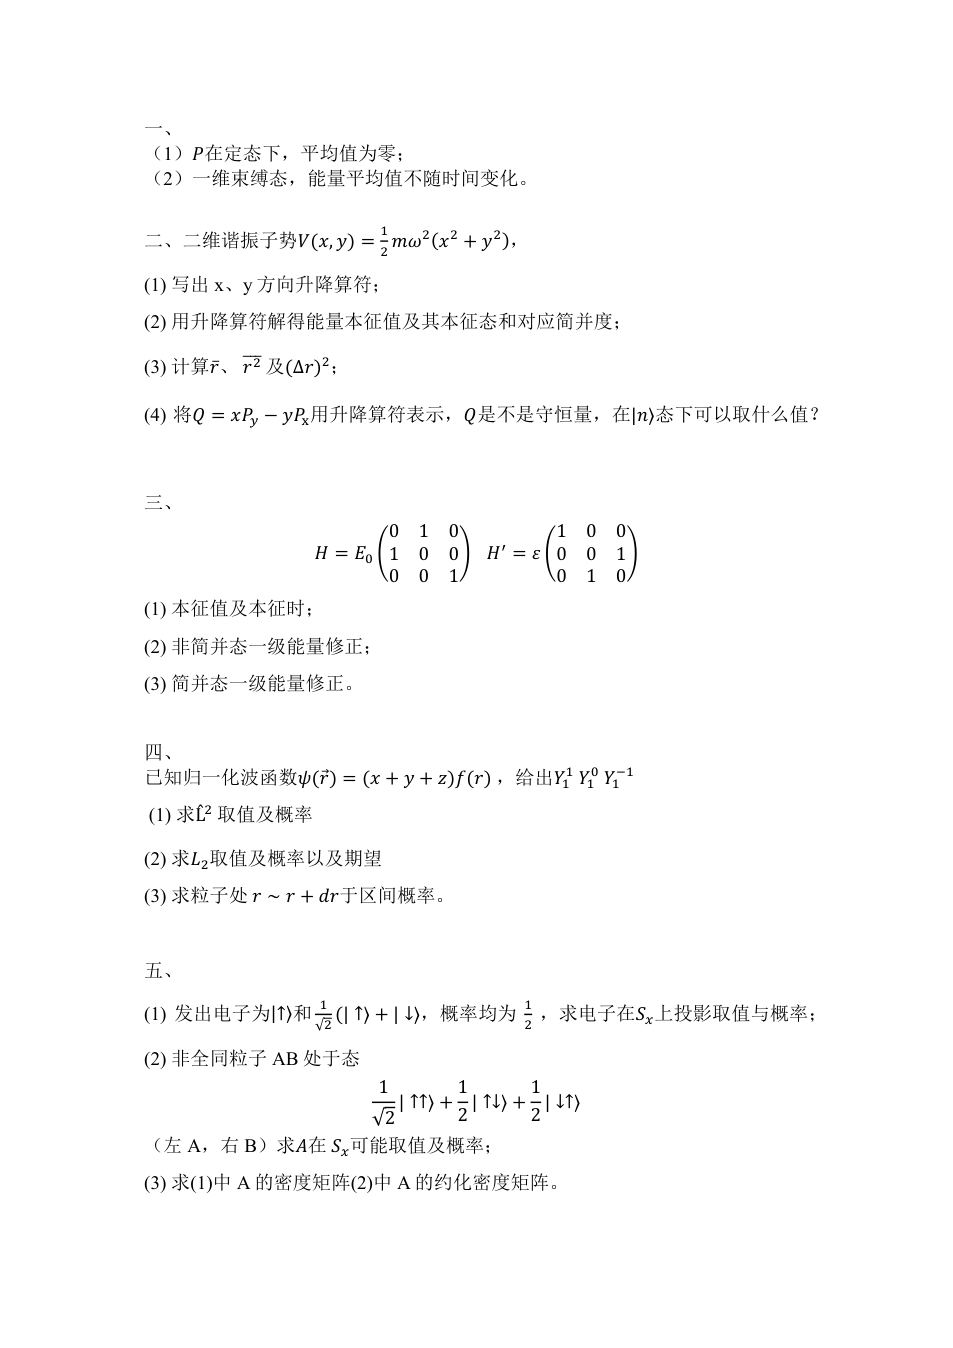 一、
（1）P在定态下，平均值为零；
（2）一维束缚态，能量平均值不随时间变化。
二、二维谐振子势V(x, y) = 1/2 mω²(x² + y²)，
(1) 写出 x、y 方向升降算符；
(2) 用升降算符解得能量本征值及其本征态和对应简并度；
(3) 计算r̄、 r²‾ 及(Δr)²；
(4) 将Q = xP_y − yP_x用升降算符表示，Q是不是守恒量，在|n⟩态下可以取什么值？
三、
H = E₀ (0 1 0; 1 0 0; 0 0 1) H′ = ε (1 0 0; 0 0 1; 0 1 0)
(1) 本征值及本征时；
(2) 非简并态一级能量修正；
(3) 简并态一级能量修正。
四、
已知归一化波函数ψ(r⃗) = (x + y + z)f(r) ，给出Y₁¹ Y₁⁰ Y₁⁻¹
(1) 求L̂² 取值及概率
(2) 求L₂取值及概率以及期望
(3) 求粒子处 r ~ r + dr于区间概率。
五、
(1) 发出电子为|↑⟩和 1/√2 (| ↑⟩ + | ↓⟩，概率均为 1/2 ，求电子在S_x上投影取值与概率；
(2) 非全同粒子 AB 处于态
1/√2 | ↑↑⟩ + 1/2 | ↑↓⟩ + 1/2 | ↓↑⟩
（左 A，右 B）求A在 S_x可能取值及概率；
(3) 求(1)中 A 的密度矩阵(2)中 A 的约化密度矩阵。